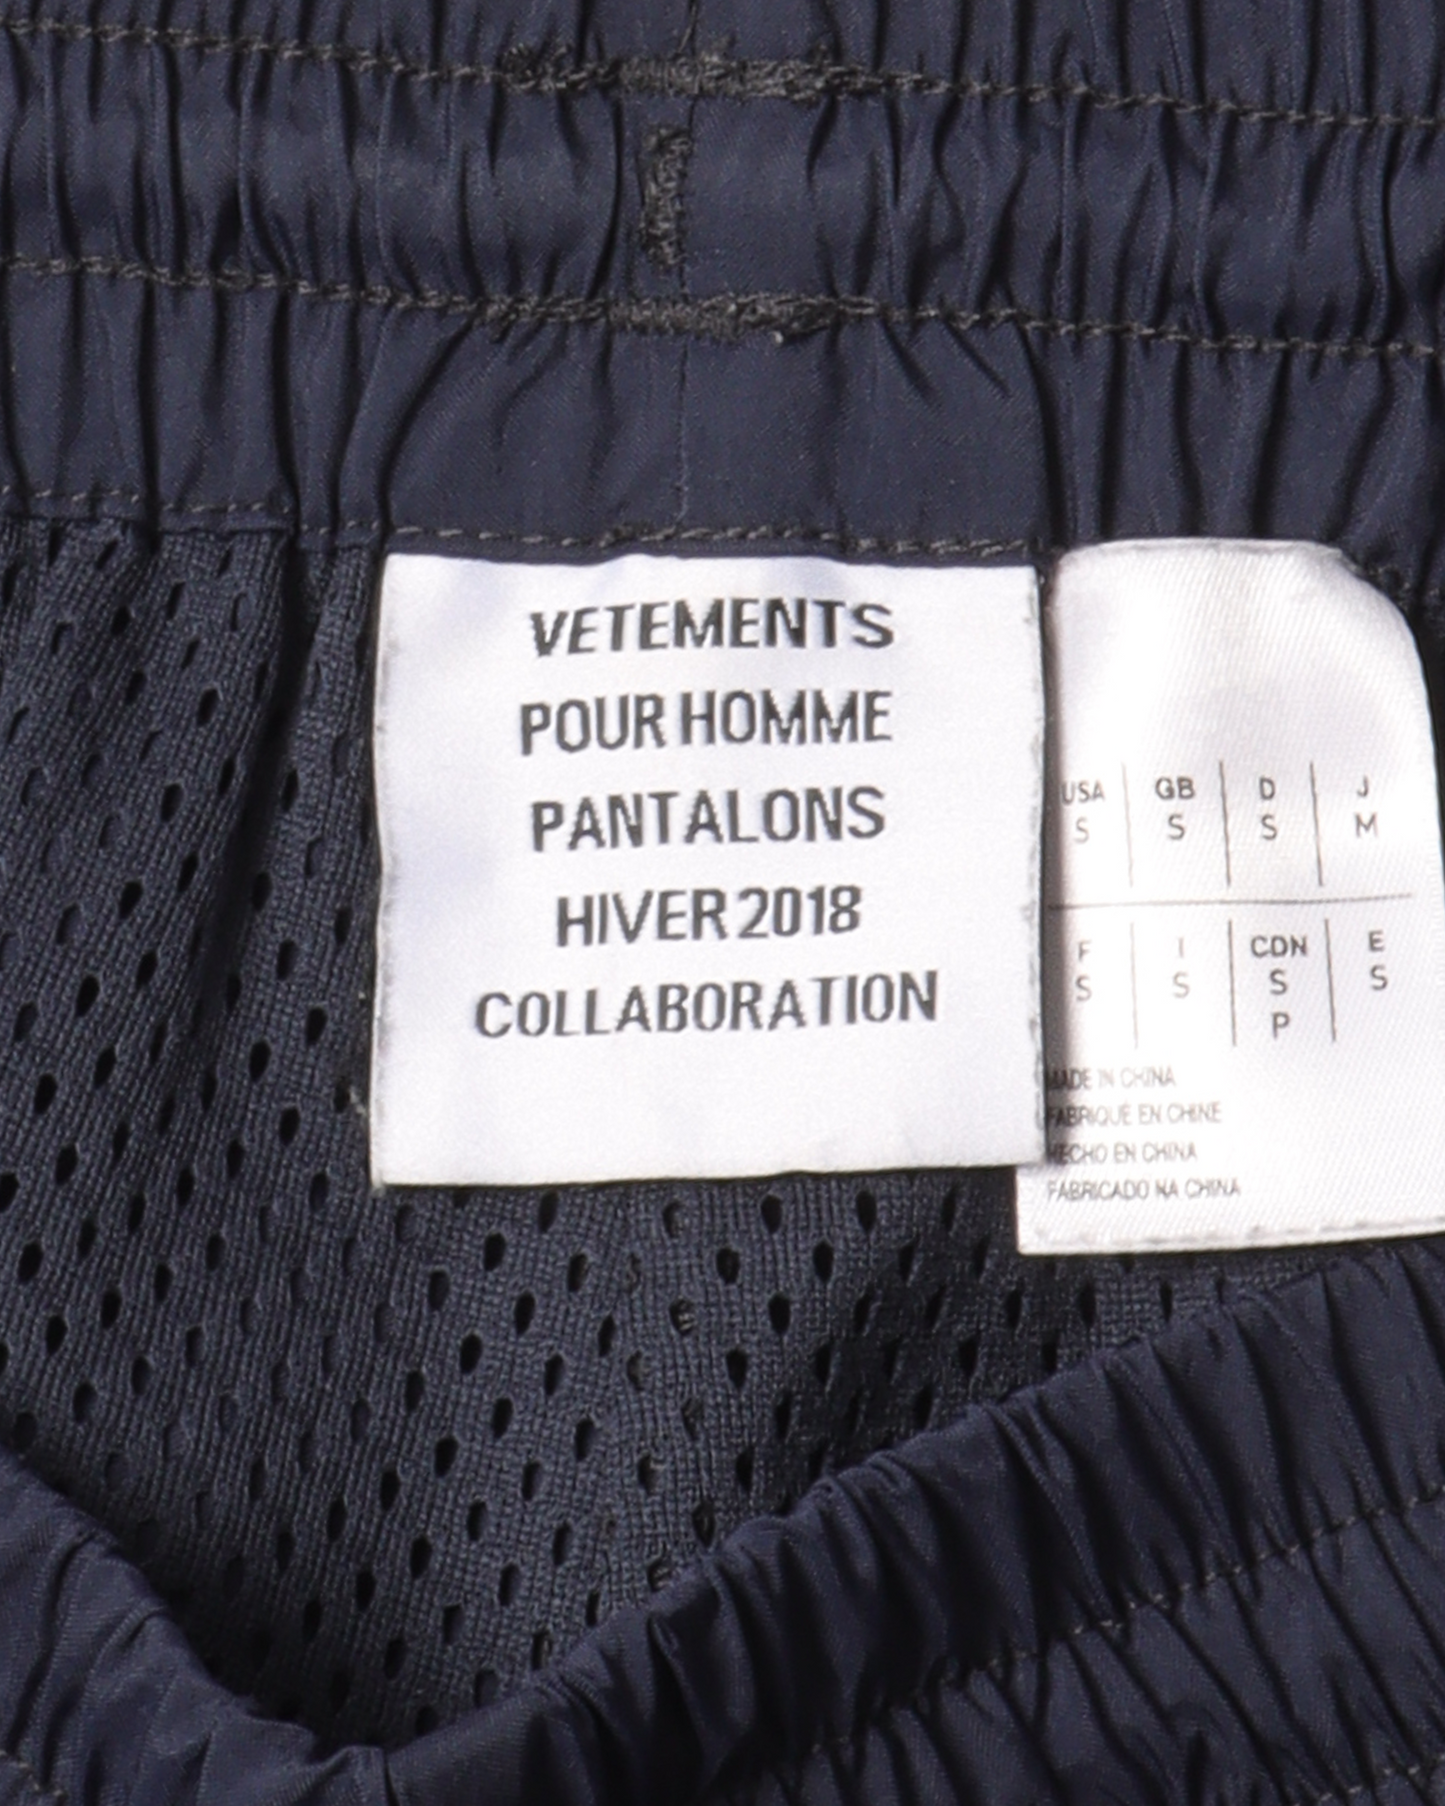 VETEMENTS
POUR HOMME
PANTALONS
HIVER 2018
COLLABORATION
USA GB D J
S S S M
F I CDN E
S S S S
P
MADE IN CHINA
FABRIQUÉ EN CHINE
HECHO EN CHINA
FABRICADO NA CHINA